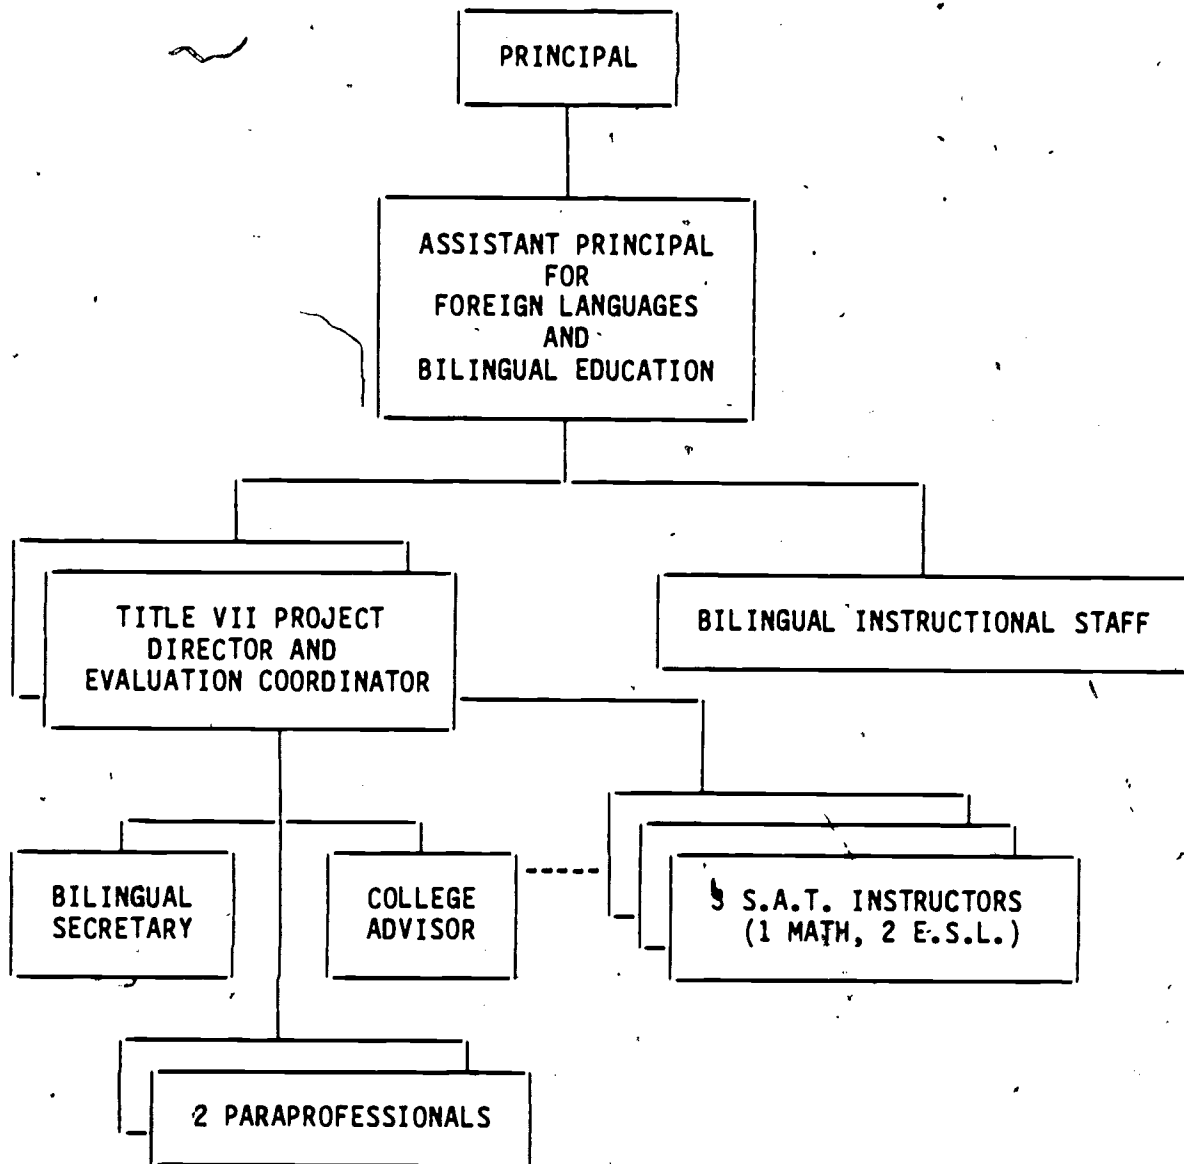 PRINCIPAL
ASSISTANT PRINCIPAL
FOR
FOREIGN LANGUAGES
AND
BILINGUAL EDUCATION
TITLE VII PROJECT
DIRECTOR AND
EVALUATION COORDINATOR
BILINGUAL INSTRUCTIONAL STAFF
BILINGUAL
SECRETARY
COLLEGE
ADVISOR
3 S.A.T. INSTRUCTORS
(1 MATH, 2 E.S.L.)
2 PARAPROFESSIONALS